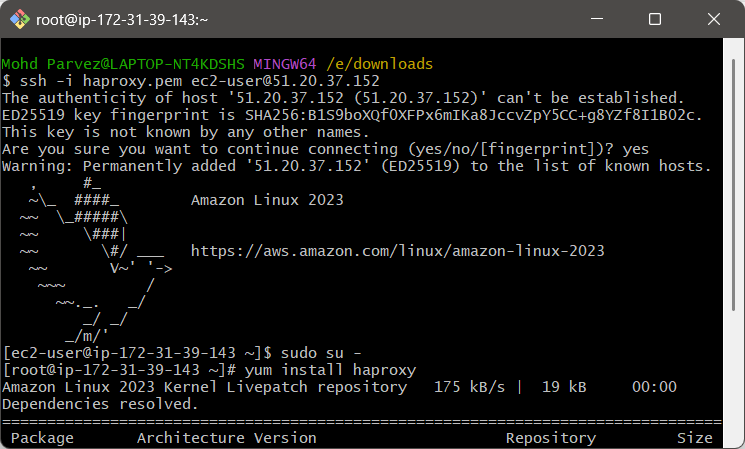 root@ip-172-31-39-143:~
Mohd Parvez@LAPTOP-NT4KDSHS MINGW64 /e/downloads
$ ssh -i haproxy.pem ec2-user@51.20.37.152
The authenticity of host '51.20.37.152 (51.20.37.152)' can't be established.
ED25519 key fingerprint is SHA256:B1S9boXQfOXFPx6mIKa8JccvZpY5CC+g8YZf8I1BO2c.
This key is not known by any other names.
Are you sure you want to continue connecting (yes/no/[fingerprint])? yes
Warning: Permanently added '51.20.37.152' (ED25519) to the list of known hosts.
   ,     #_
   ~\_  ####_        Amazon Linux 2023
  ~~  \_#####\
  ~~     \###|
  ~~       \#/ ___   https://aws.amazon.com/linux/amazon-linux-2023
   ~~       V~' '->
    ~~~         /
      ~~._.   _/
         _/ _/
       _/m/'
[ec2-user@ip-172-31-39-143 ~]$ sudo su -
[root@ip-172-31-39-143 ~]# yum install haproxy
Amazon Linux 2023 Kernel Livepatch repository   175 kB/s |  19 kB     00:00
Dependencies resolved.
================================================================================
 Package       Architecture Version                     Repository         Size